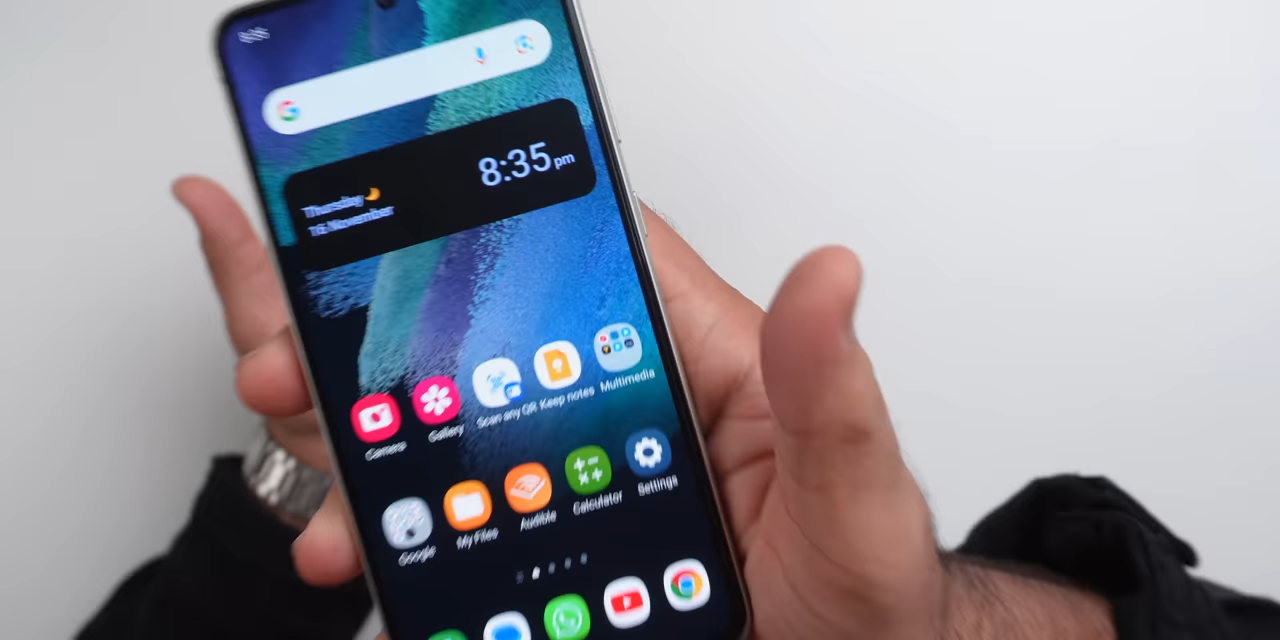 8:35 pm
Thursday
16 November
Camera
Gallery
Scan any QR
Keep notes
Multimedia
Google
My Files
Audible
Calculator
Settings